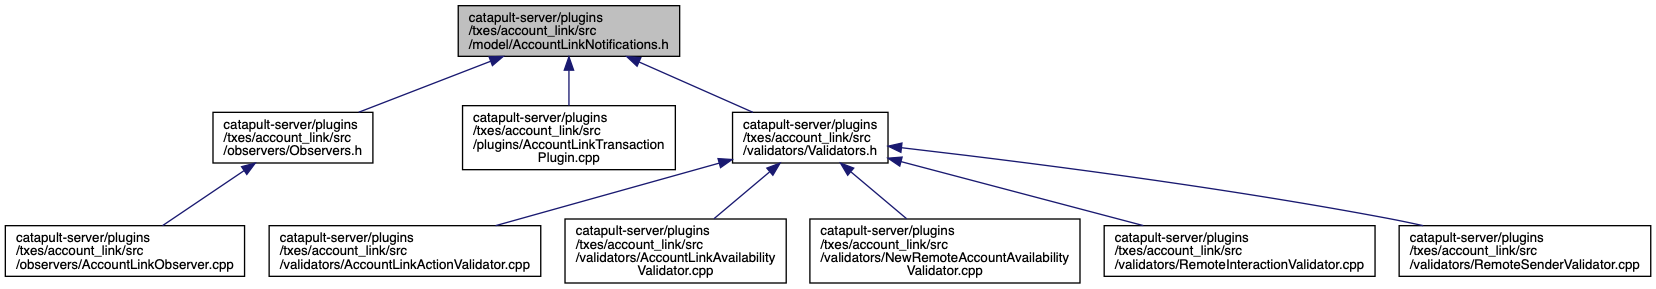 catapult-server/plugins
/txes/account_link/src
/model/AccountLinkNotifications.h
catapult-server/plugins
/txes/account_link/src
/observers/Observers.h
catapult-server/plugins
/txes/account_link/src
/plugins/AccountLinkTransaction
Plugin.cpp
catapult-server/plugins
/txes/account_link/src
/validators/Validators.h
catapult-server/plugins
/txes/account_link/src
/observers/AccountLinkObserver.cpp
catapult-server/plugins
/txes/account_link/src
/validators/AccountLinkActionValidator.cpp
catapult-server/plugins
/txes/account_link/src
/validators/AccountLinkAvailability
Validator.cpp
catapult-server/plugins
/txes/account_link/src
/validators/NewRemoteAccountAvailability
Validator.cpp
catapult-server/plugins
/txes/account_link/src
/validators/RemoteInteractionValidator.cpp
catapult-server/plugins
/txes/account_link/src
/validators/RemoteSenderValidator.cpp